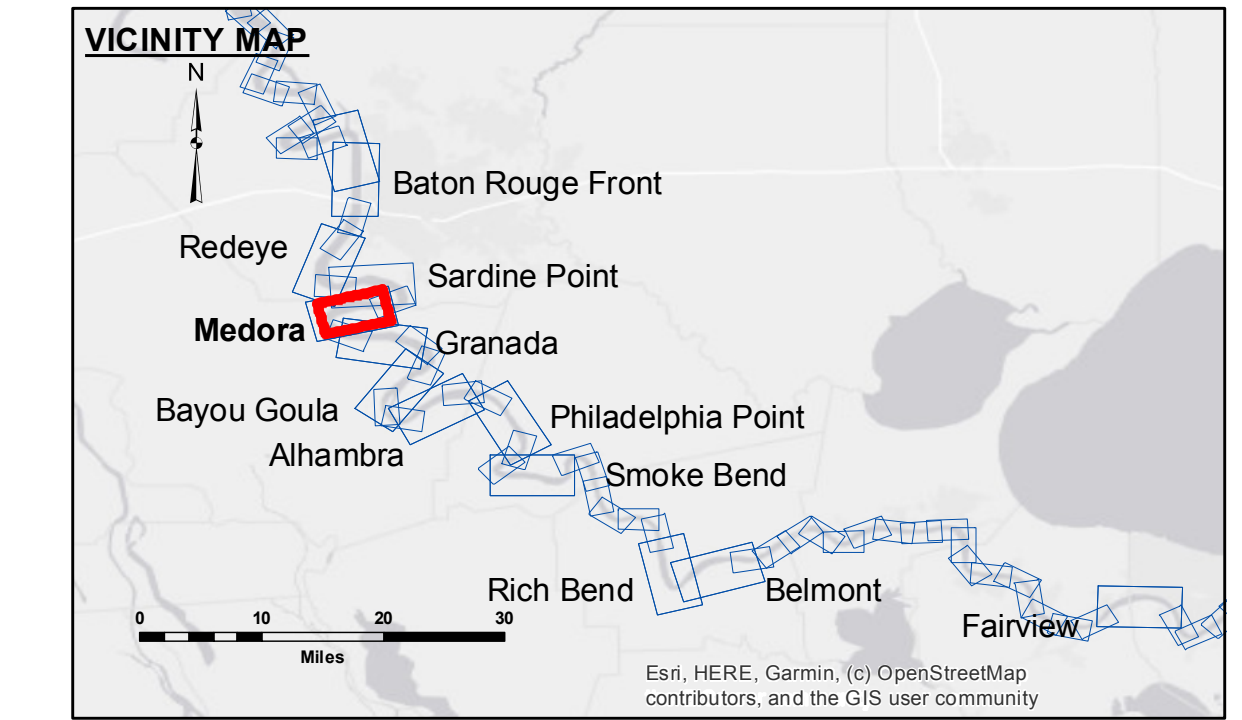 VICINITY MAP
N
Baton Rouge Front
Redeye
Sardine Point
Medora
Granada
Bayou Goula
Philadelphia Point
Alhambra
Smoke Bend
Rich Bend
Belmont
Fairview
0 10 20 30
Miles
Esri, HERE, Garmin, (c) OpenStreetMap
contributors, and the GIS user community